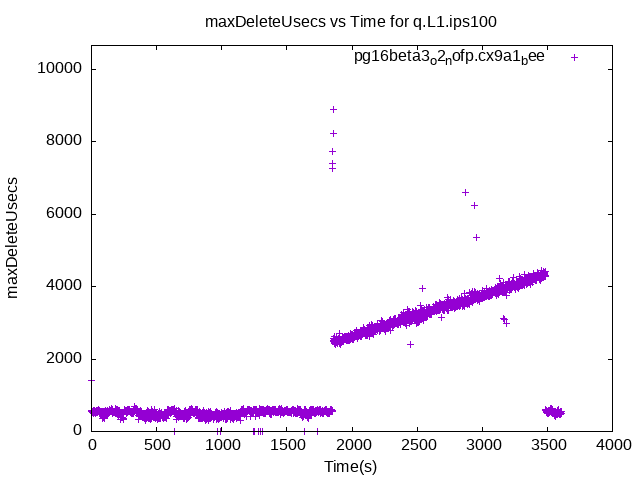 maxDeleteUsecs vs Time for q.L1.ips100
pg16beta3o2nofp.cx9a1bee
10000
8000
6000
4000
2000
0
maxDeleteUsecs
0 500 1000 1500 2000 2500 3000 3500 4000
Time(s)